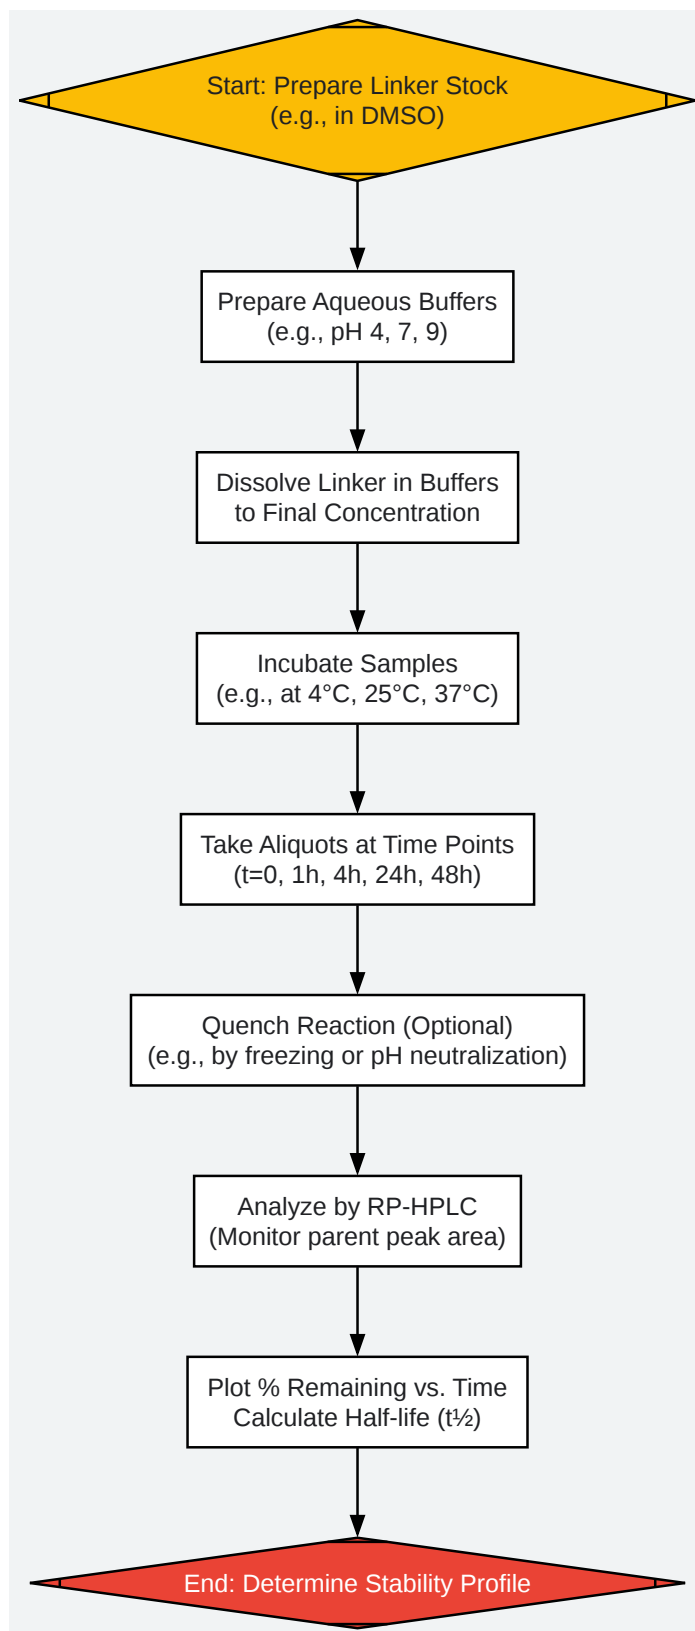 Start: Prepare Linker Stock
(e.g., in DMSO)
Prepare Aqueous Buffers
(e.g., pH 4, 7, 9)
Dissolve Linker in Buffers
to Final Concentration
Incubate Samples
(e.g., at 4°C, 25°C, 37°C)
Take Aliquots at Time Points
(t=0, 1h, 4h, 24h, 48h)
Quench Reaction (Optional)
(e.g., by freezing or pH neutralization)
Analyze by RP-HPLC
(Monitor parent peak area)
Plot % Remaining vs. Time
Calculate Half-life (t½)
End: Determine Stability Profile